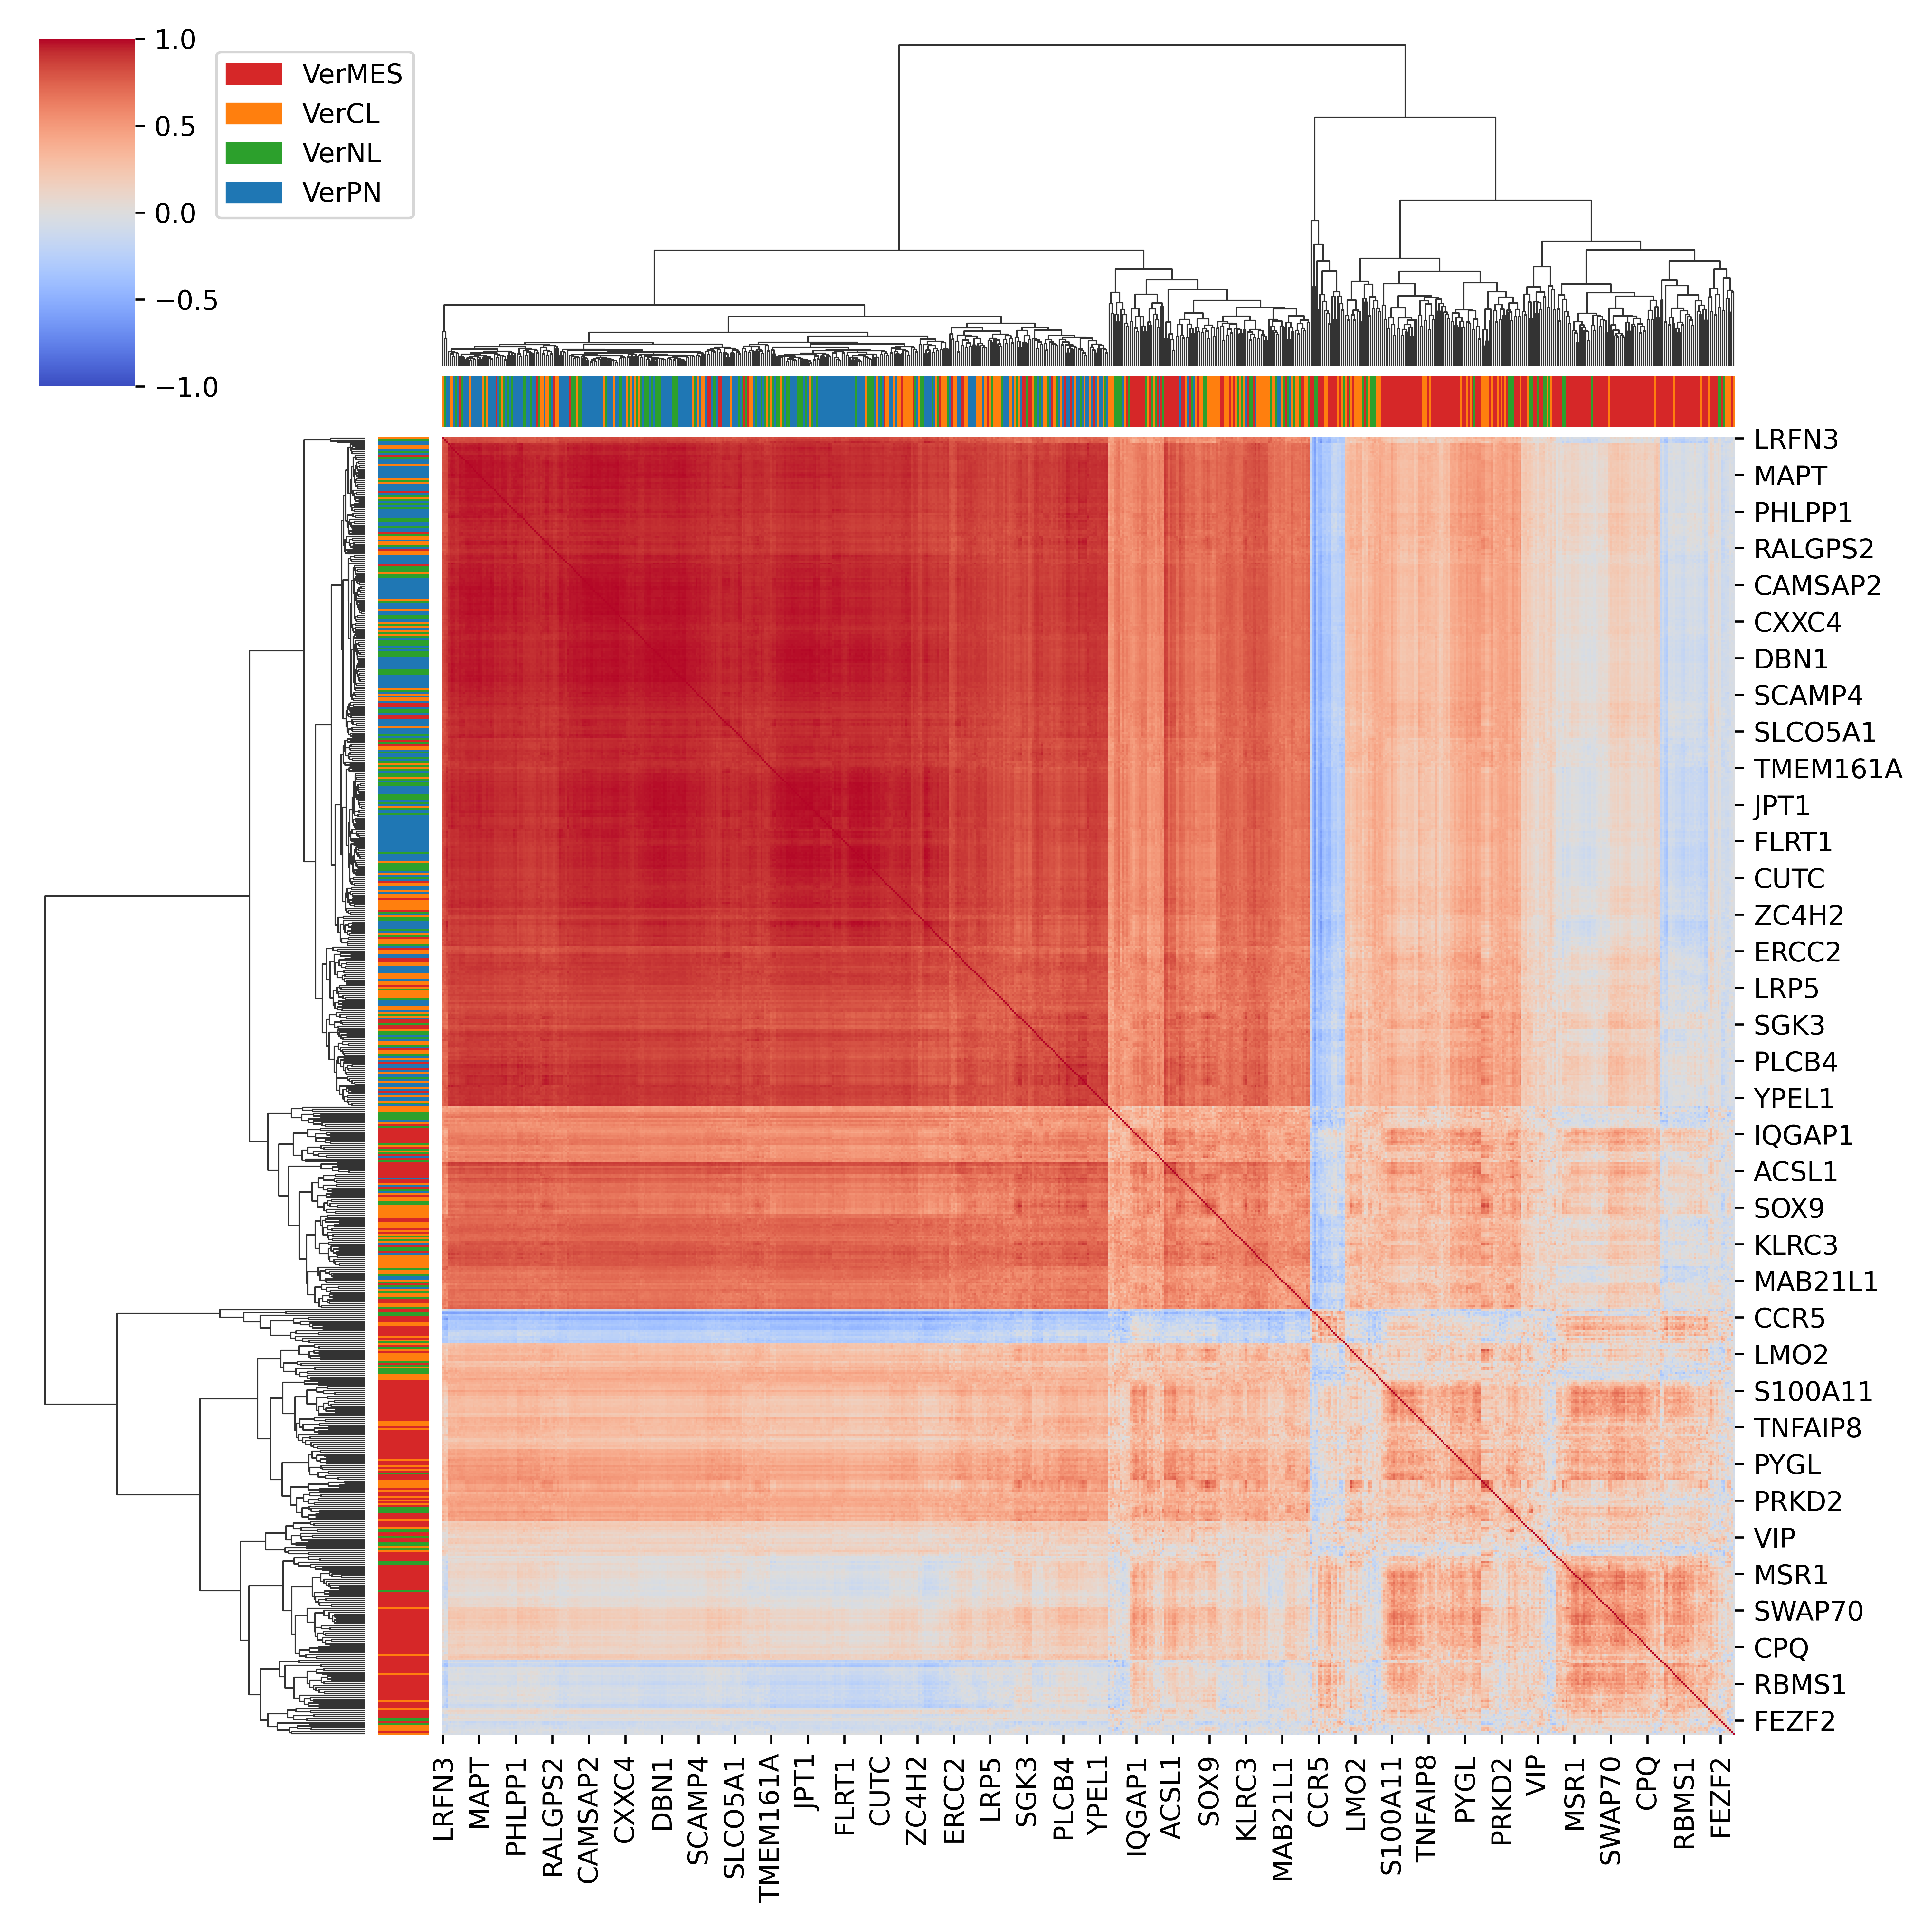 1.0
0.5
0.0
−0.5
−1.0
VerMES
VerCL
VerNL
VerPN
LRFN3
MAPT
PHLPP1
RALGPS2
CAMSAP2
CXXC4
DBN1
SCAMP4
SLCO5A1
TMEM161A
JPT1
FLRT1
CUTC
ZC4H2
ERCC2
LRP5
SGK3
PLCB4
YPEL1
IQGAP1
ACSL1
SOX9
KLRC3
MAB21L1
CCR5
LMO2
S100A11
TNFAIP8
PYGL
PRKD2
VIP
MSR1
SWAP70
CPQ
RBMS1
FEZF2
LRFN3
MAPT
PHLPP1
RALGPS2
CAMSAP2
CXXC4
DBN1
SCAMP4
SLCO5A1
TMEM161A
JPT1
FLRT1
CUTC
ZC4H2
ERCC2
LRP5
SGK3
PLCB4
YPEL1
IQGAP1
ACSL1
SOX9
KLRC3
MAB21L1
CCR5
LMO2
S100A11
TNFAIP8
PYGL
PRKD2
VIP
MSR1
SWAP70
CPQ
RBMS1
FEZF2